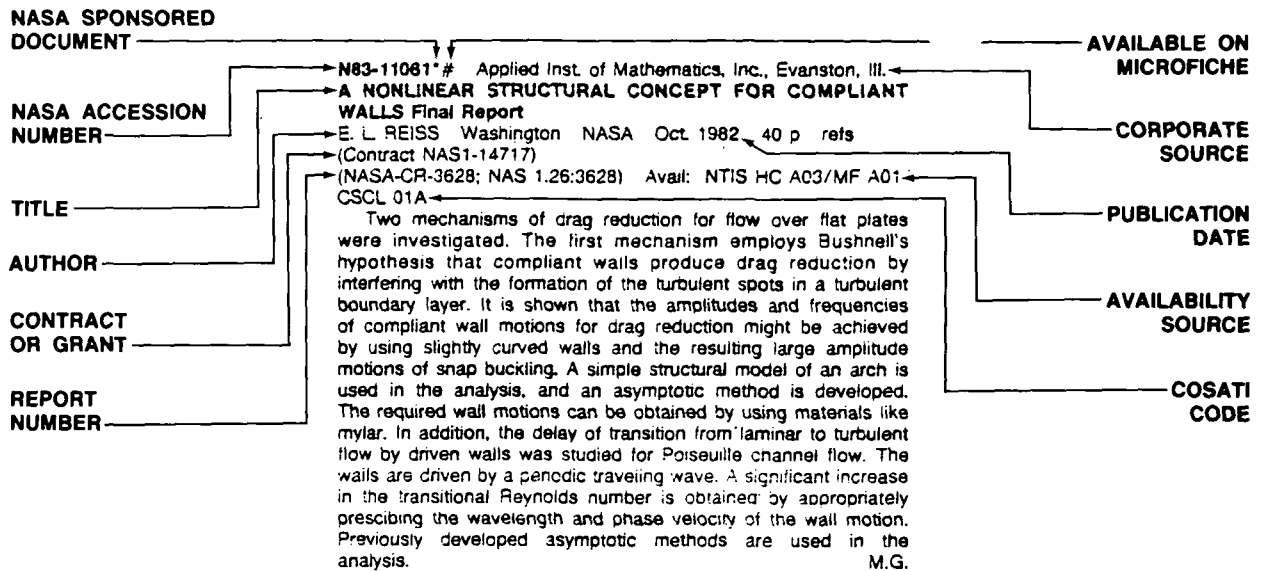 NASA SPONSORED
DOCUMENT
AVAILABLE ON
MICROFICHE
N83-11061*# Applied Inst. of Mathematics, Inc., Evanston, Ill.
A NONLINEAR STRUCTURAL CONCEPT FOR COMPLIANT
WALLS Final Report
NASA ACCESSION
NUMBER
E. L. REISS Washington NASA Oct. 1982 40 p refs
(Contract NAS1-14717)
(NASA-CR-3628; NAS 1.26:3628) Avail: NTIS HC A03/MF A01
CSCL 01A
CORPORATE
SOURCE
TITLE
PUBLICATION
DATE
AUTHOR
AVAILABILITY
SOURCE
CONTRACT
OR GRANT
COSATI
CODE
REPORT
NUMBER
Two mechanisms of drag reduction for flow over flat plates
were investigated. The first mechanism employs Bushnell's
hypothesis that compliant walls produce drag reduction by
interfering with the formation of the turbulent spots in a turbulent
boundary layer. It is shown that the amplitudes and frequencies
of compliant wall motions for drag reduction might be achieved
by using slightly curved walls and the resulting large amplitude
motions of snap buckling. A simple structural model of an arch is
used in the analysis, and an asymptotic method is developed.
The required wall motions can be obtained by using materials like
mylar. In addition, the delay of transition from laminar to turbulent
flow by driven walls was studied for Poiseuille channel flow. The
walls are driven by a periodic traveling wave. A significant increase
in the transitional Reynolds number is obtained by appropriately
prescibing the wavelength and phase velocity of the wall motion.
Previously developed asymptotic methods are used in the
analysis. M.G.